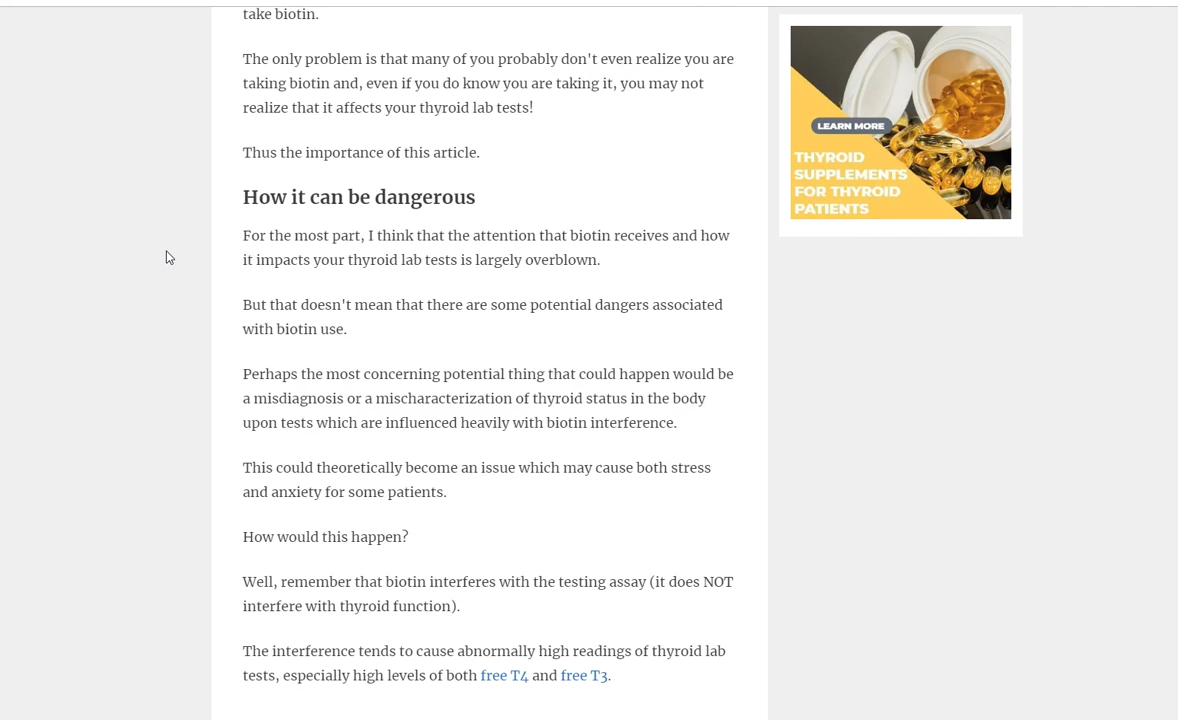 take biotin.
The only problem is that many of you probably don't even realize you are
taking biotin and, even if you do know you are taking it, you may not
realize that it affects your thyroid lab tests!
Thus the importance of this article.
How it can be dangerous
For the most part, I think that the attention that biotin receives and how
it impacts your thyroid lab tests is largely overblown.
But that doesn't mean that there are some potential dangers associated
with biotin use.
Perhaps the most concerning potential thing that could happen would be
a misdiagnosis or a mischaracterization of thyroid status in the body
upon tests which are influenced heavily with biotin interference.
This could theoretically become an issue which may cause both stress
and anxiety for some patients.
How would this happen?
Well, remember that biotin interferes with the testing assay (it does NOT
interfere with thyroid function).
The interference tends to cause abnormally high readings of thyroid lab
tests, especially high levels of both free T4 and free T3.
LEARN MORE
THYROID
SUPPLEMENTS
FOR THYROID
PATIENTS